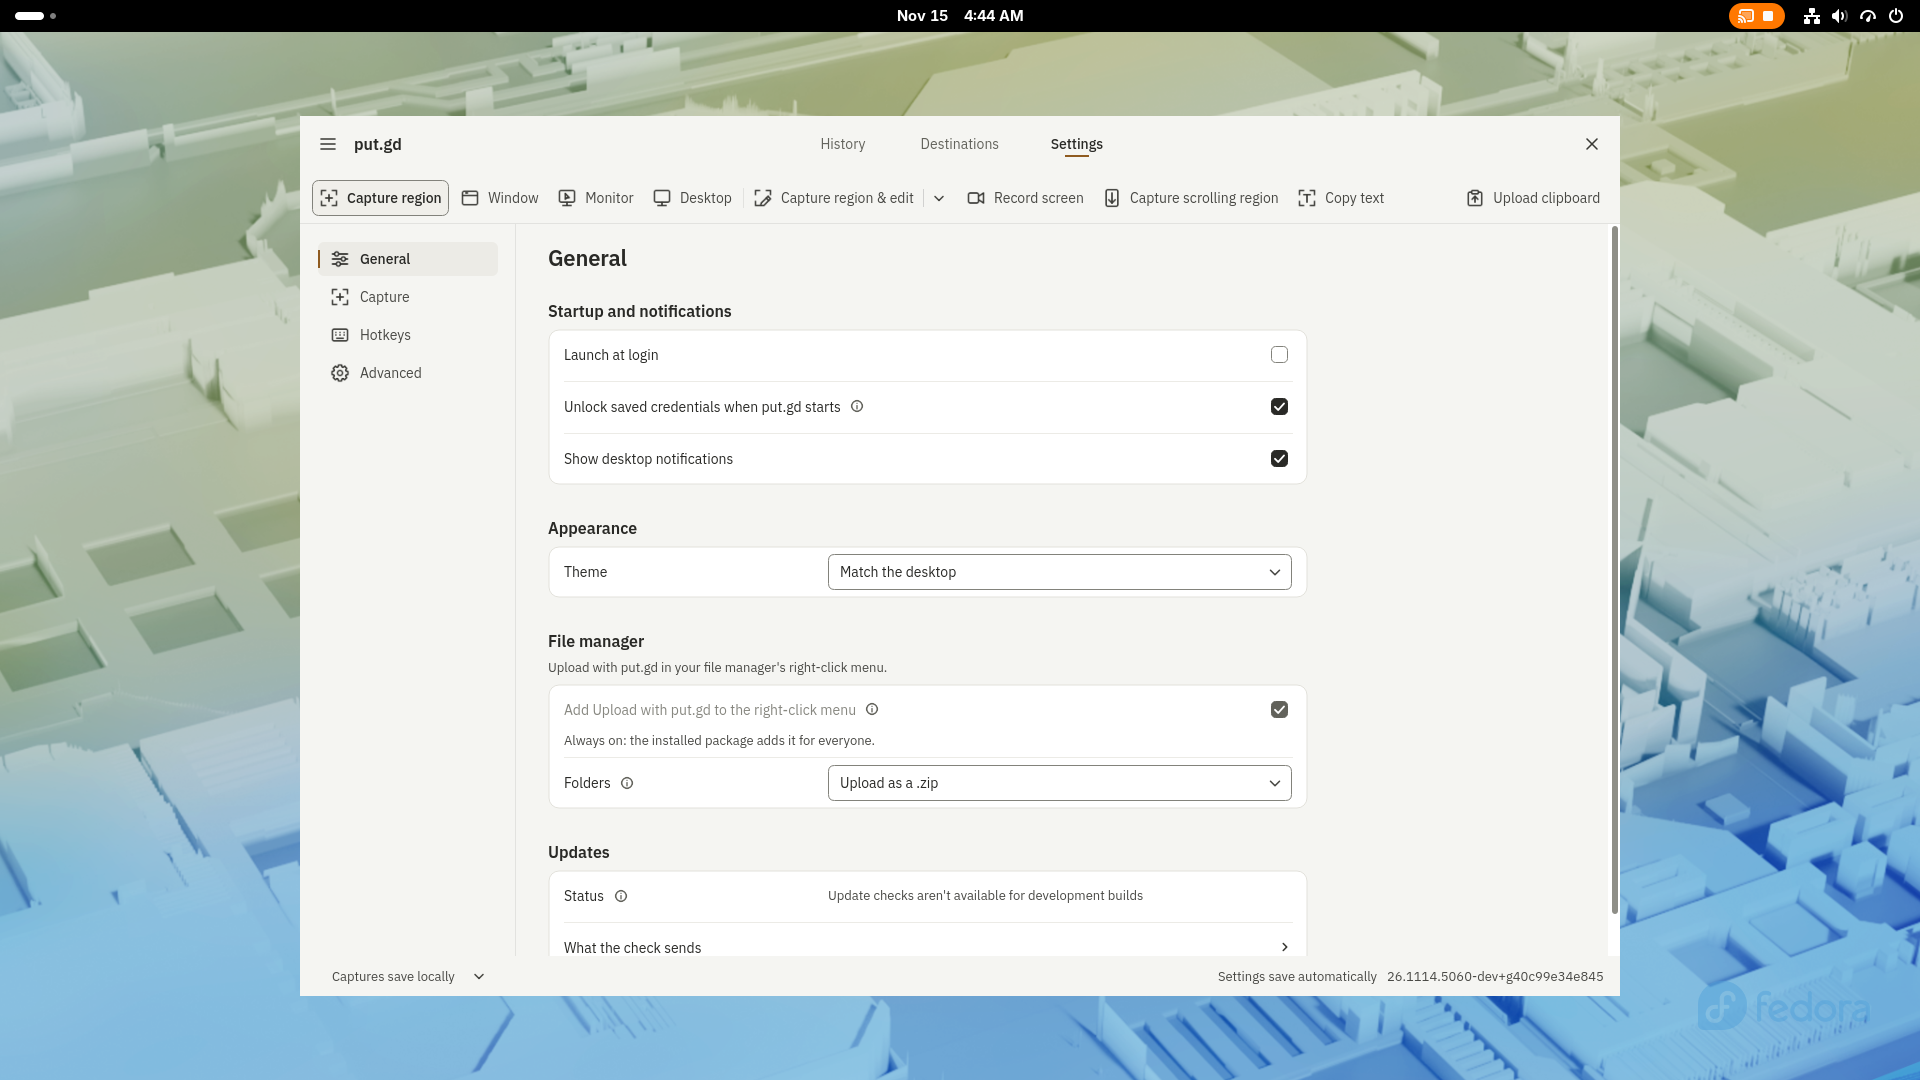 Nov 15 4:44 AM
put.gd
History Destinations Settings
Capture region Window Monitor Desktop Capture region & edit Record screen Capture scrolling region Copy text Upload clipboard
General
Capture
Hotkeys
Advanced
General
Startup and notifications
Launch at login
Unlock saved credentials when put.gd starts
Show desktop notifications
Appearance
Theme Match the desktop
File manager
Upload with put.gd in your file manager's right-click menu.
Add Upload with put.gd to the right-click menu
Always on: the installed package adds it for everyone.
Folders Upload as a .zip
Updates
Status Update checks aren't available for development builds
What the check sends
Captures save locally Settings save automatically 26.1114.5060-dev+g40c99e34e845
fedora